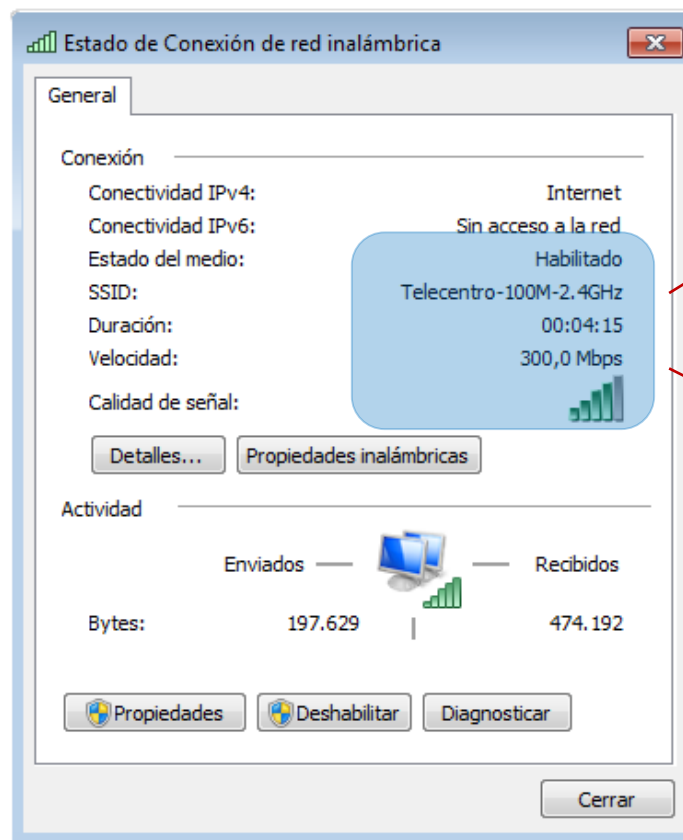 Estado de Conexión de red inalámbrica
General
Conexión
Conectividad IPv4: Internet
Conectividad IPv6: Sin acceso a la red
Estado del medio: Habilitado
SSID: Telecentro-100M-2.4GHz
Duración: 00:04:15
Velocidad: 300,0 Mbps
Calidad de señal:
Detalles... Propiedades inalámbricas
Actividad
Enviados Recibidos
Bytes: 197.629 474.192
Propiedades Deshabilitar Diagnosticar
Cerrar